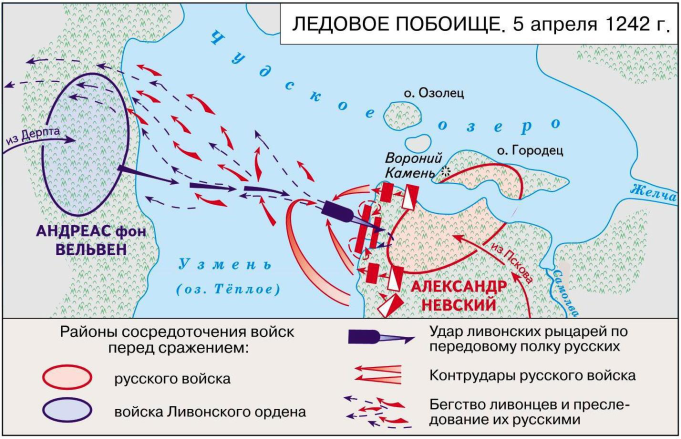 ЛЕДОВОЕ ПОБОИЩЕ. 5 апреля 1242 г.
Чудское озеро
о. Озолец
Вороний
Камень
о. Городец
Желча
из Дерпта
АНДРЕАС фон
ВЕЛЬВЕН
Узмень
(оз. Тёплое)
АЛЕКСАНДР
НЕВСКИЙ
из Пскова
Самолва
Районы сосредоточения войск
перед сражением:
русского войска
войска Ливонского ордена
Удар ливонских рыцарей по
передовому полку русских
Контрудары русского войска
Бегство ливонцев и пресле-
дование их русскими